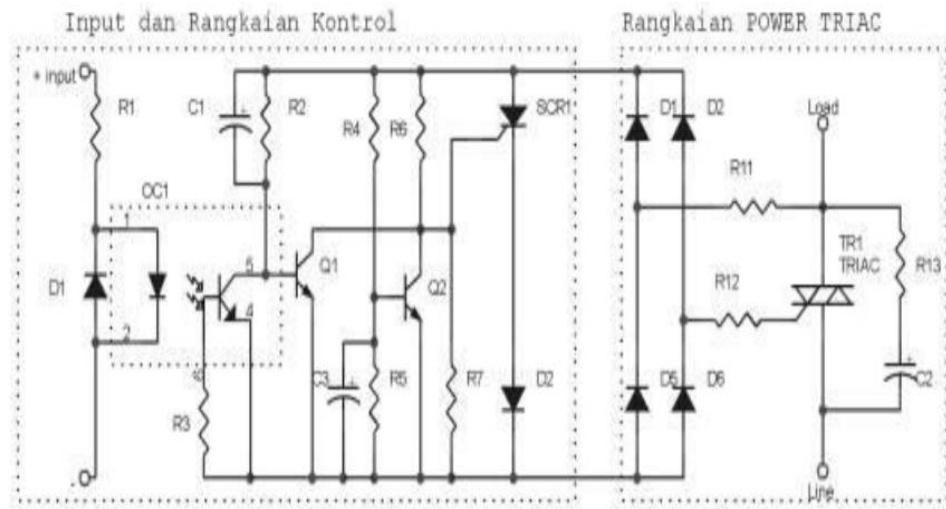 Input dan Rangkaian Kontrol
Rangkaian POWER TRIAC
+ input
R1
C1
+
R2
R4
R6
SCR1
D1
D2
Load
OC1
1
R11
5
Q1
TR1
TRIAC
R13
D1
4
Q2
R12
2
C3
+
R5
R7
D2
D5
D6
+
C2
R3
-
Line